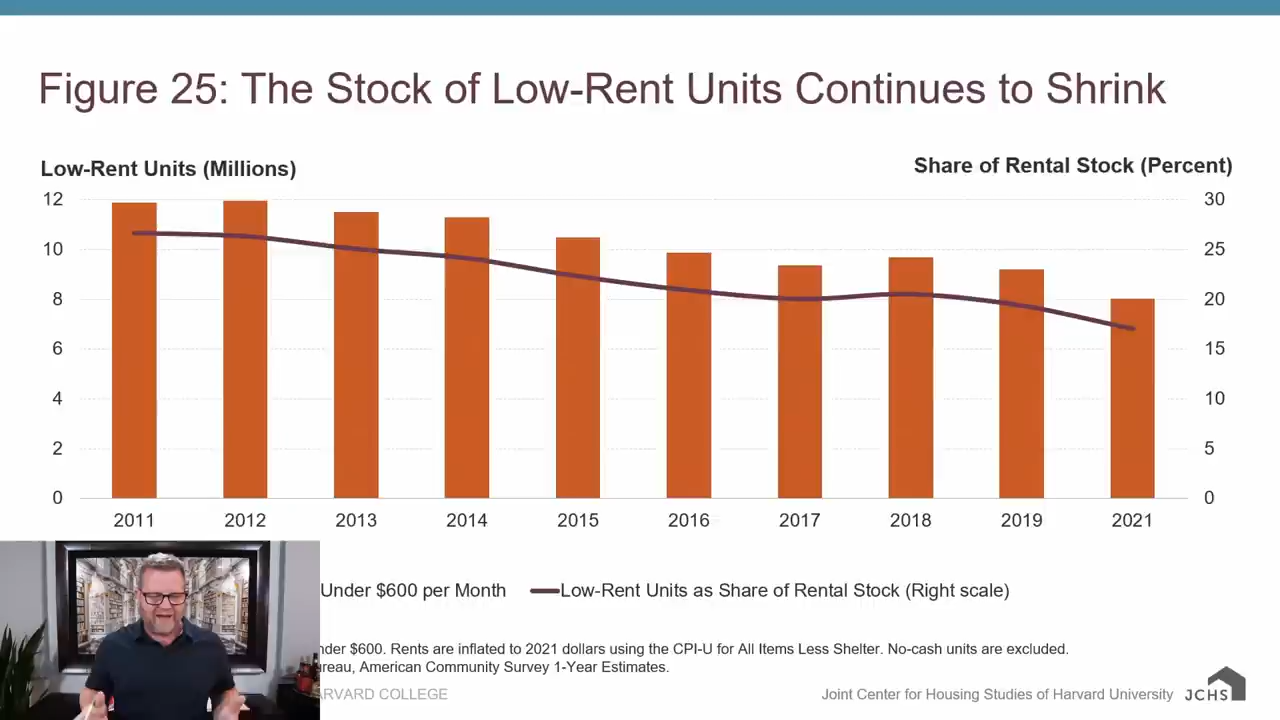 Figure 25: The Stock of Low-Rent Units Continues to Shrink
Low-Rent Units (Millions)
Share of Rental Stock (Percent)
12
10
8
6
4
2
0
30
25
20
15
10
5
0
2011 2012 2013 2014 2015 2016 2017 2018 2019 2021
Under $600 per Month
Low-Rent Units as Share of Rental Stock (Right scale)
$600. Rents are inflated to 2021 dollars using the CPI-U for All Items Less Shelter. No-cash units are excluded.
American Community Survey 1-Year Estimates.
COLLEGE
Joint Center for Housing Studies of Harvard University
JCHS